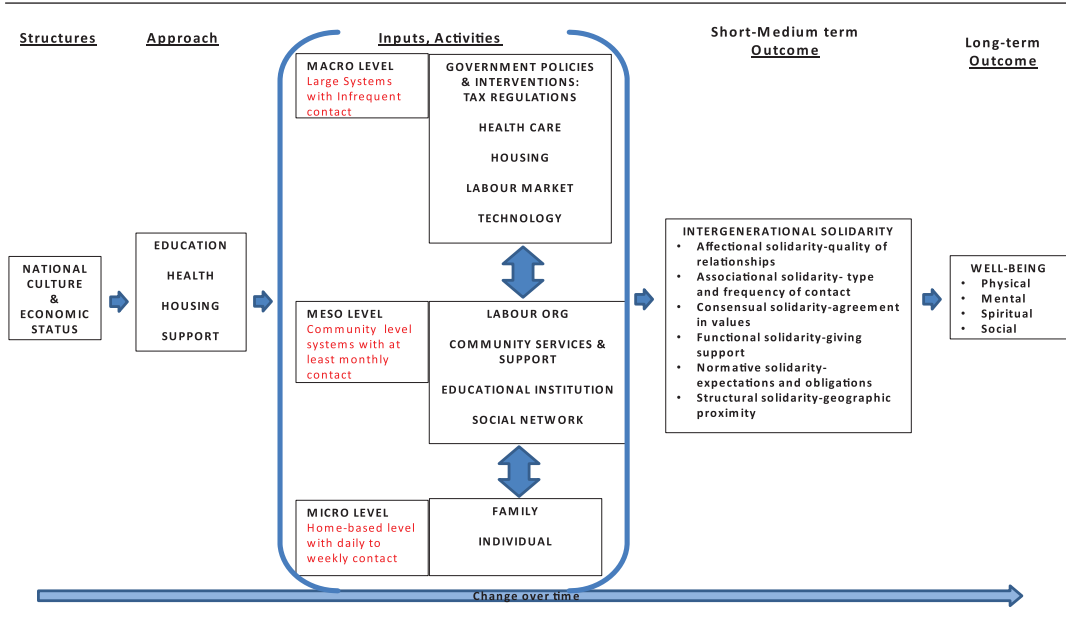 Structures
Approach
Inputs, Activities
Short-Medium term
Outcome
Long-term
Outcome
NATIONAL
CULTURE
&
ECONOMIC
STATUS
EDUCATION
HEALTH
HOUSING
SUPPORT
MACRO LEVEL
Large Systems
with Infrequent
contact
GOVERNMENT POLICIES
& INTERVENTIONS:
TAX REGULATIONS
HEALTH CARE
HOUSING
LABOUR MARKET
TECHNOLOGY
MESO LEVEL
Community level
systems with at
least monthly
contact
LABOUR ORG
COMMUNITY SERVICES &
SUPPORT
EDUCATIONAL INSTITUTION
SOCIAL NETWORK
MICRO LEVEL
Home-based level
with daily to
weekly contact
FAMILY
INDIVIDUAL
INTERGENERATIONAL SOLIDARITY
• Affectional solidarity-quality of
relationships
• Associational solidarity- type
and frequency of contact
• Consensual solidarity-agreement
in values
• Functional solidarity-giving
support
• Normative solidarity-
expectations and obligations
• Structural solidarity-geographic
proximity
WELL-BEING
• Physical
• Mental
• Spiritual
• Social
Change over time